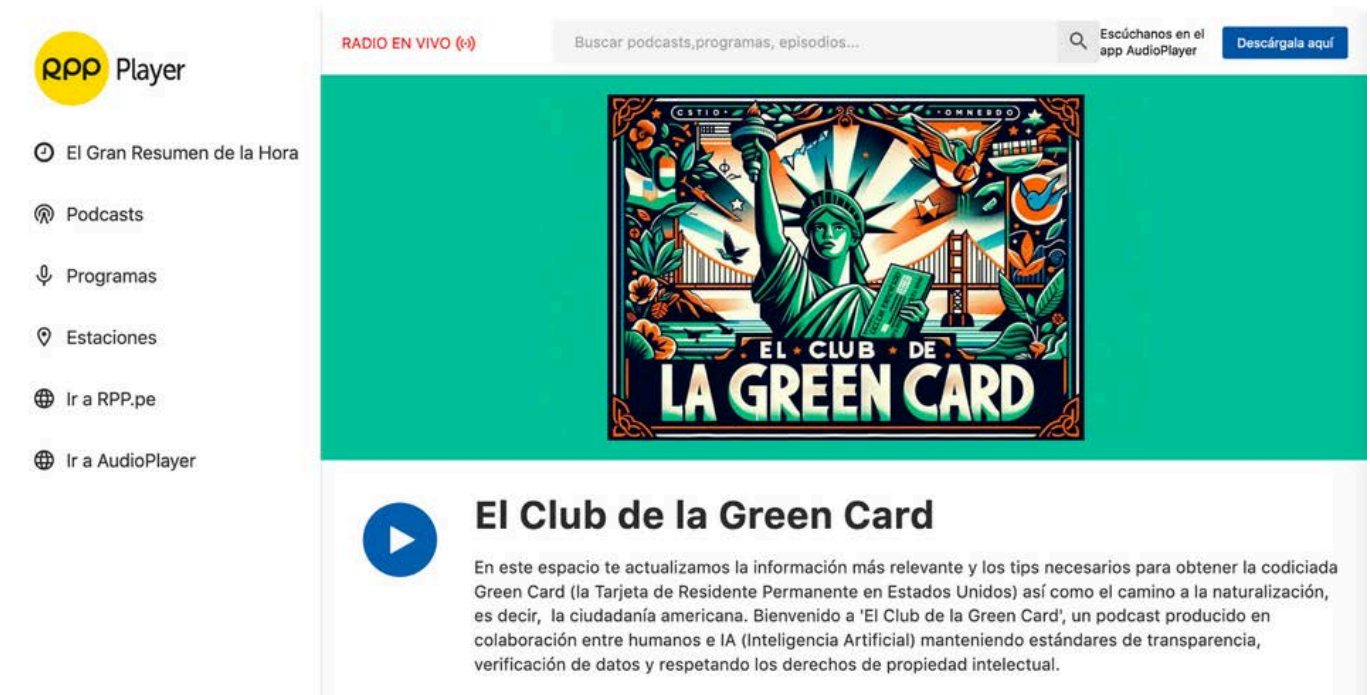 RPP Player
El Gran Resumen de la Hora
Podcasts
Programas
Estaciones
Ir a RPP.pe
Ir a AudioPlayer
RADIO EN VIVO
Buscar podcasts,programas, episodios...
Escúchanos en el
app AudioPlayer
Descárgala aquí
CSTIO
OMNERDO
EL CLUB DE
LA GREEN CARD
El Club de la Green Card
En este espacio te actualizamos la información más relevante y los tips necesarios para obtener la codiciada
Green Card (la Tarjeta de Residente Permanente en Estados Unidos) así como el camino a la naturalización,
es decir, la ciudadanía americana. Bienvenido a 'El Club de la Green Card', un podcast producido en
colaboración entre humanos e IA (Inteligencia Artificial) manteniendo estándares de transparencia,
verificación de datos y respetando los derechos de propiedad intelectual.